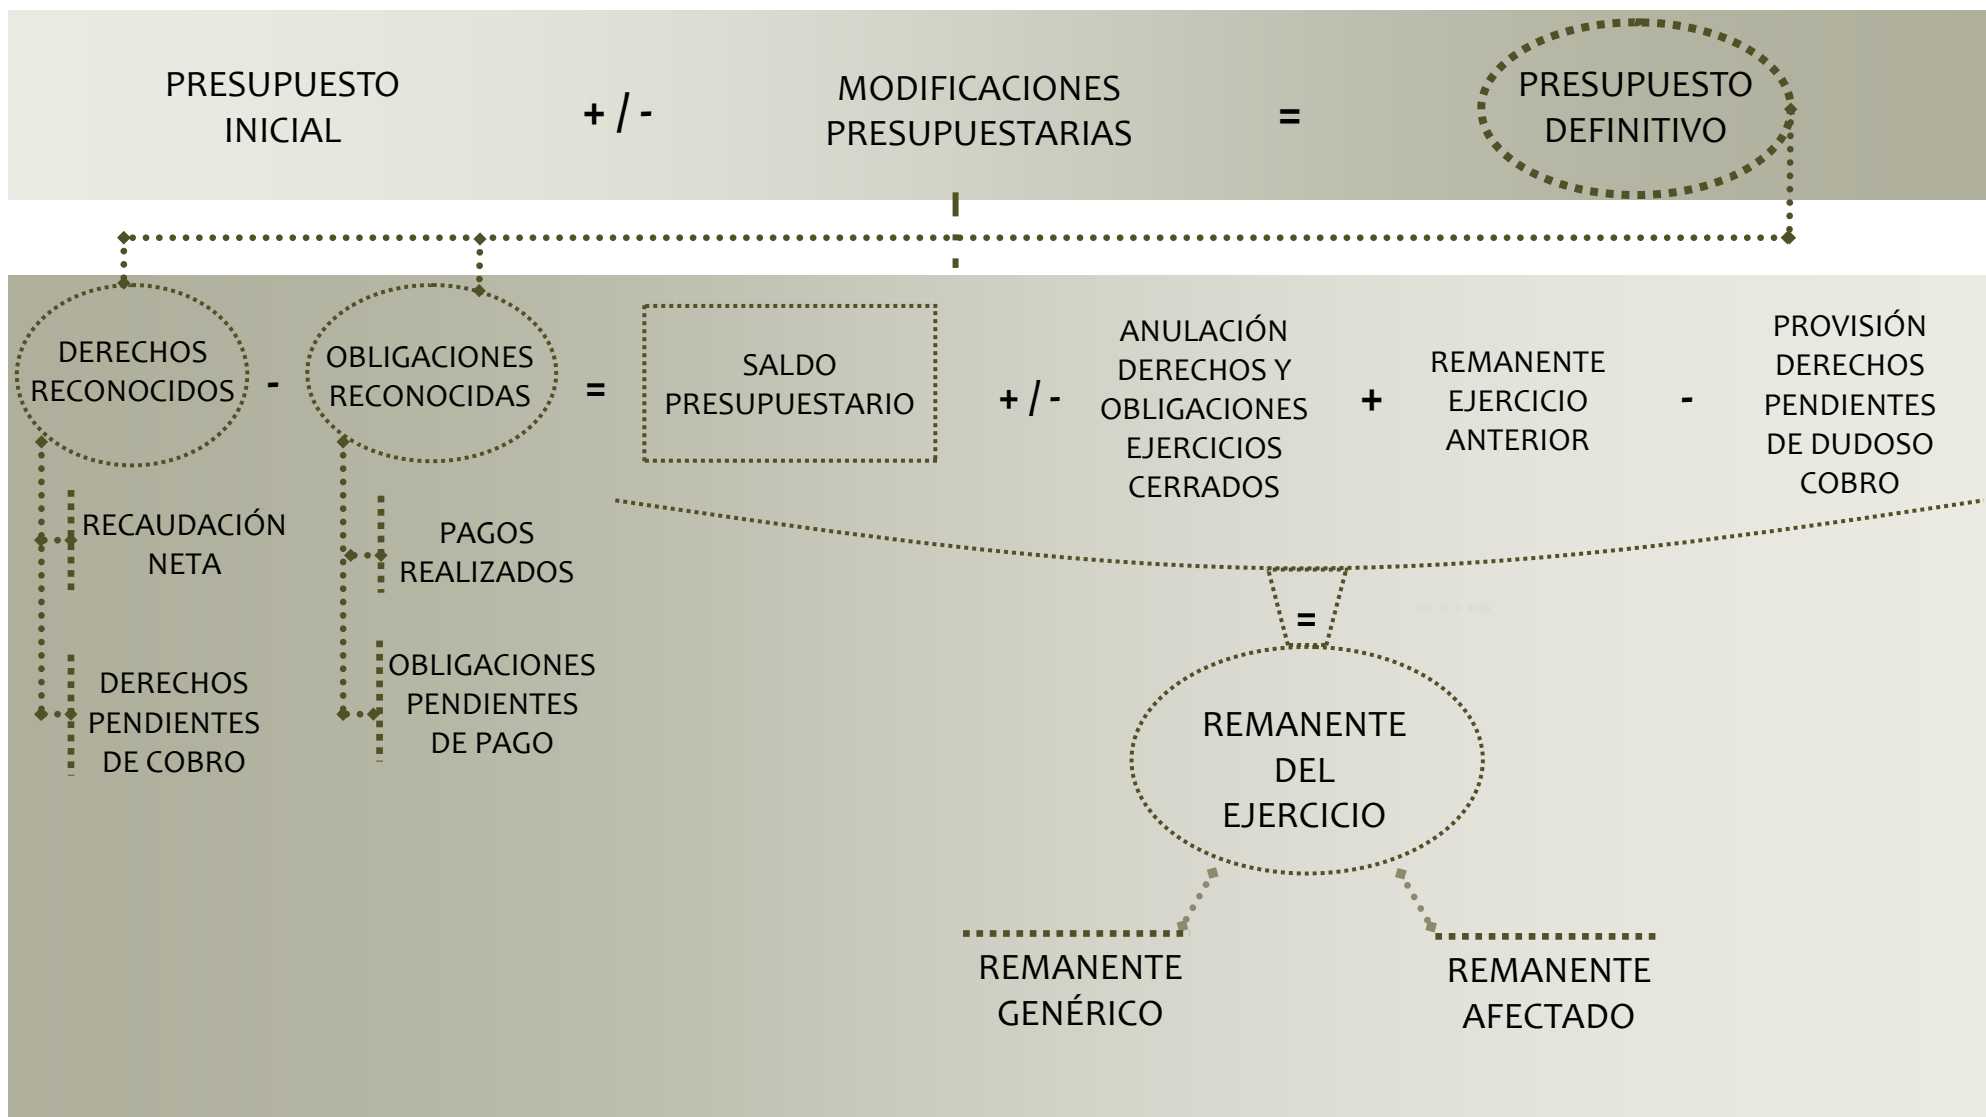 PRESUPUESTO
INICIAL
+ / -
MODIFICACIONES
PRESUPUESTARIAS
=
PRESUPUESTO
DEFINITIVO
DERECHOS
RECONOCIDOS
-
OBLIGACIONES
RECONOCIDAS
=
SALDO
PRESUPUESTARIO
+ / -
ANULACIÓN
DERECHOS Y
OBLIGACIONES
EJERCICIOS
CERRADOS
+
REMANENTE
EJERCICIO
ANTERIOR
-
PROVISIÓN
DERECHOS
PENDIENTES
DE DUDOSO
COBRO
RECAUDACIÓN
NETA
PAGOS
REALIZADOS
DERECHOS
PENDIENTES
DE COBRO
OBLIGACIONES
PENDIENTES
DE PAGO
=
REMANENTE
DEL
EJERCICIO
REMANENTE
GENÉRICO
REMANENTE
AFECTADO